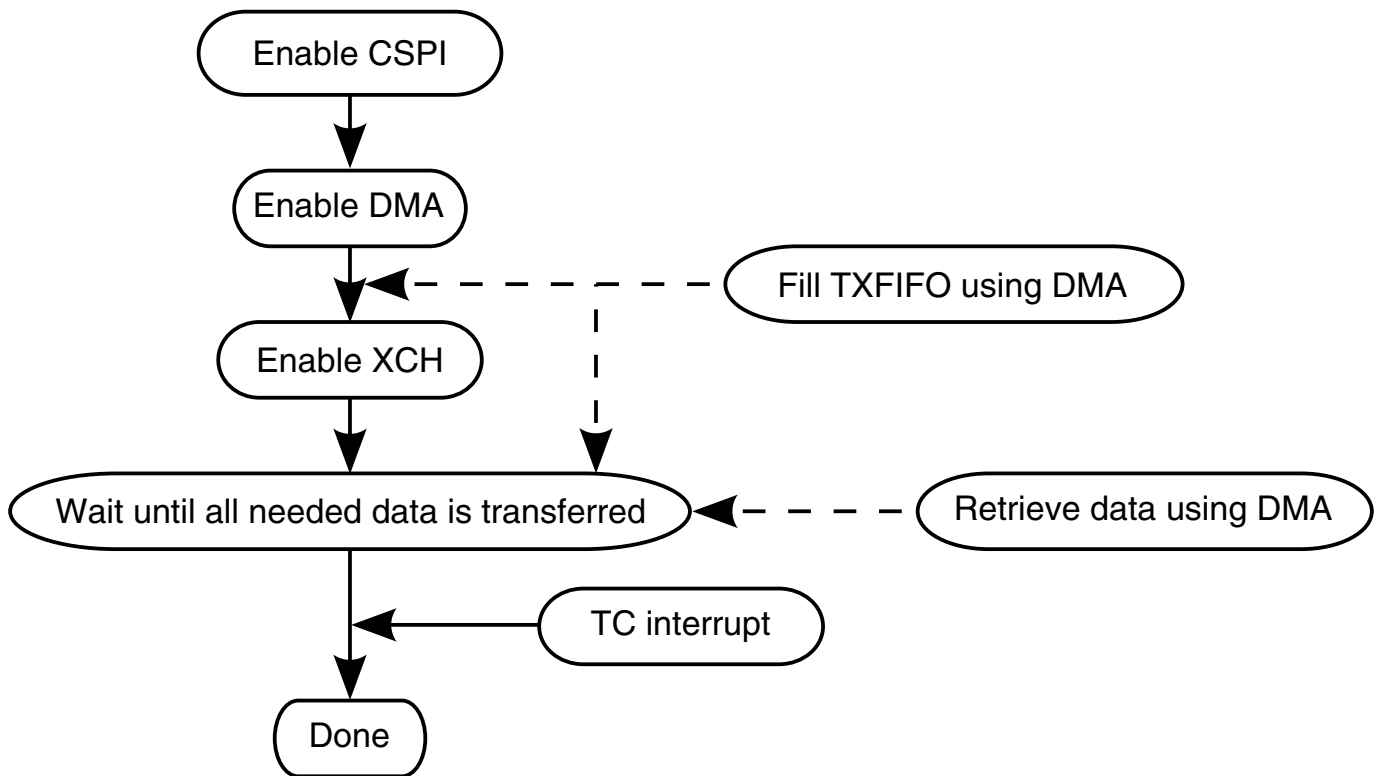 Enable CSPI
Enable DMA
Fill TXFIFO using DMA
Enable XCH
Wait until all needed data is transferred
Retrieve data using DMA
TC interrupt
Done